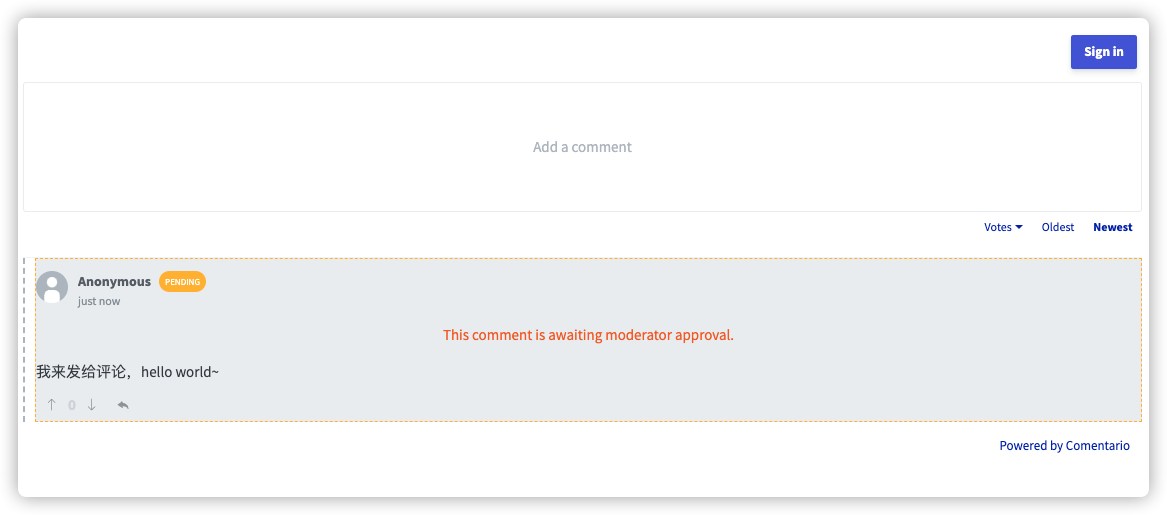 Sign in
Add a comment
Votes Oldest Newest
Anonymous PENDING
just now
This comment is awaiting moderator approval.
我来发给评论，hello world~
0
Powered by Comentario